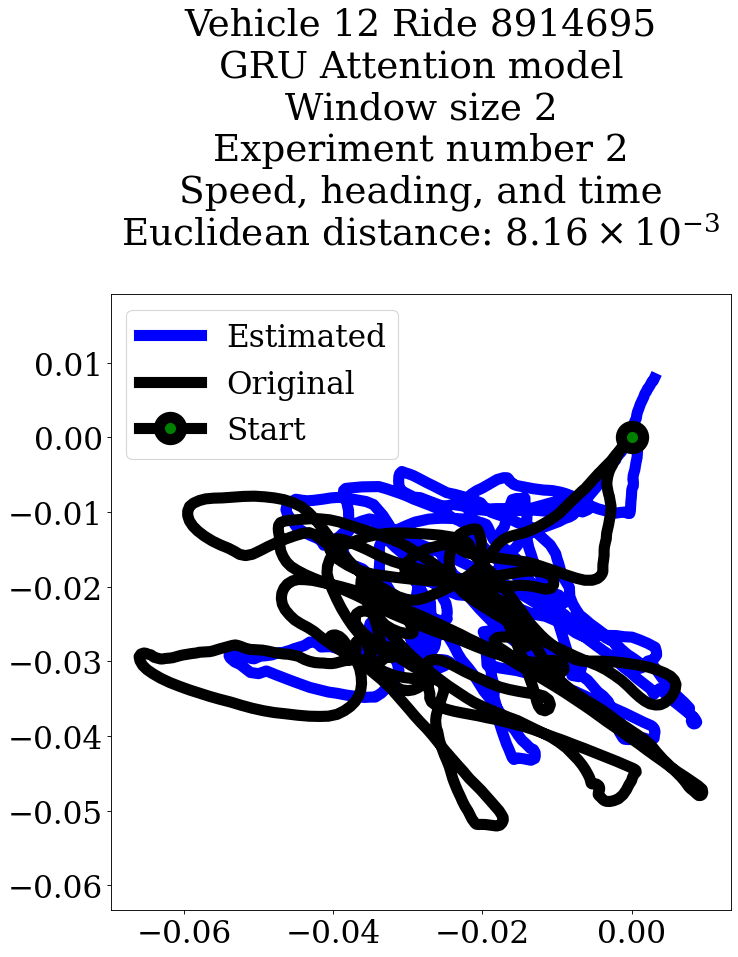 Vehicle 12 Ride 8914695
GRU Attention model
Window size 2
Experiment number 2
Speed, heading, and time
Euclidean distance: 8.16 × 10⁻³
Estimated
Original
Start
0.01
0.00
−0.01
−0.02
−0.03
−0.04
−0.05
−0.06
−0.06 −0.04 −0.02 0.00